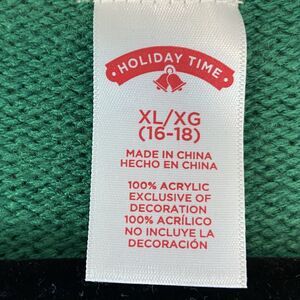 HOLIDAY TIME
XL/XG
(16-18)
MADE IN CHINA
HECHO EN CHINA
100% ACRYLIC
EXCLUSIVE OF
DECORATION
100% ACRÍLICO
NO INCLUYE LA
DECORACIÓN